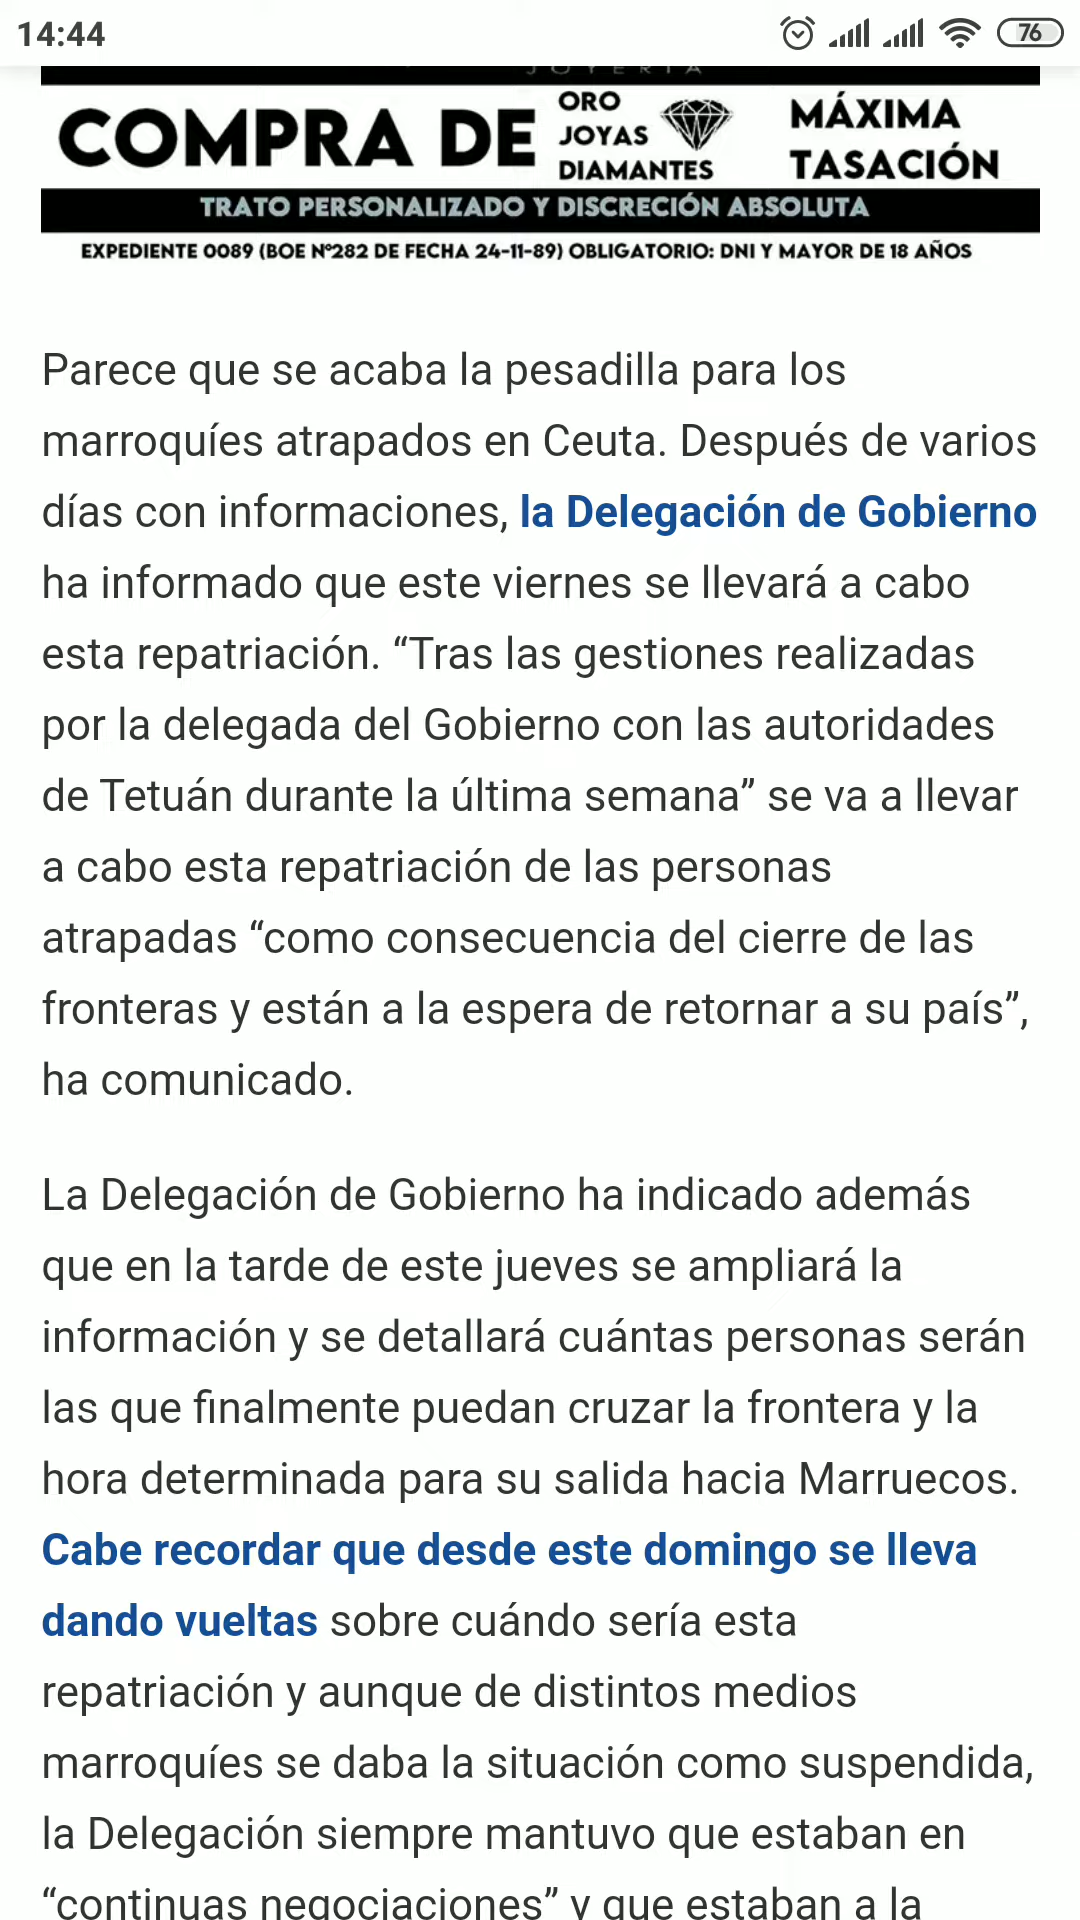 14:44
76
JOYERÍA
COMPRA DE
ORO
JOYAS
DIAMANTES
MÁXIMA
TASACIÓN
TRATO PERSONALIZADO Y DISCRECIÓN ABSOLUTA
EXPEDIENTE 0089 (BOE Nº282 DE FECHA 24-11-89) OBLIGATORIO: DNI Y MAYOR DE 18 AÑOS
Parece que se acaba la pesadilla para los
marroquíes atrapados en Ceuta. Después de varios
días con informaciones, la Delegación de Gobierno
ha informado que este viernes se llevará a cabo
esta repatriación. “Tras las gestiones realizadas
por la delegada del Gobierno con las autoridades
de Tetuán durante la última semana” se va a llevar
a cabo esta repatriación de las personas
atrapadas “como consecuencia del cierre de las
fronteras y están a la espera de retornar a su país”,
ha comunicado.
La Delegación de Gobierno ha indicado además
que en la tarde de este jueves se ampliará la
información y se detallará cuántas personas serán
las que finalmente puedan cruzar la frontera y la
hora determinada para su salida hacia Marruecos.
Cabe recordar que desde este domingo se lleva
dando vueltas sobre cuándo sería esta
repatriación y aunque de distintos medios
marroquíes se daba la situación como suspendida,
la Delegación siempre mantuvo que estaban en
“continuas negociaciones” y que estaban a la